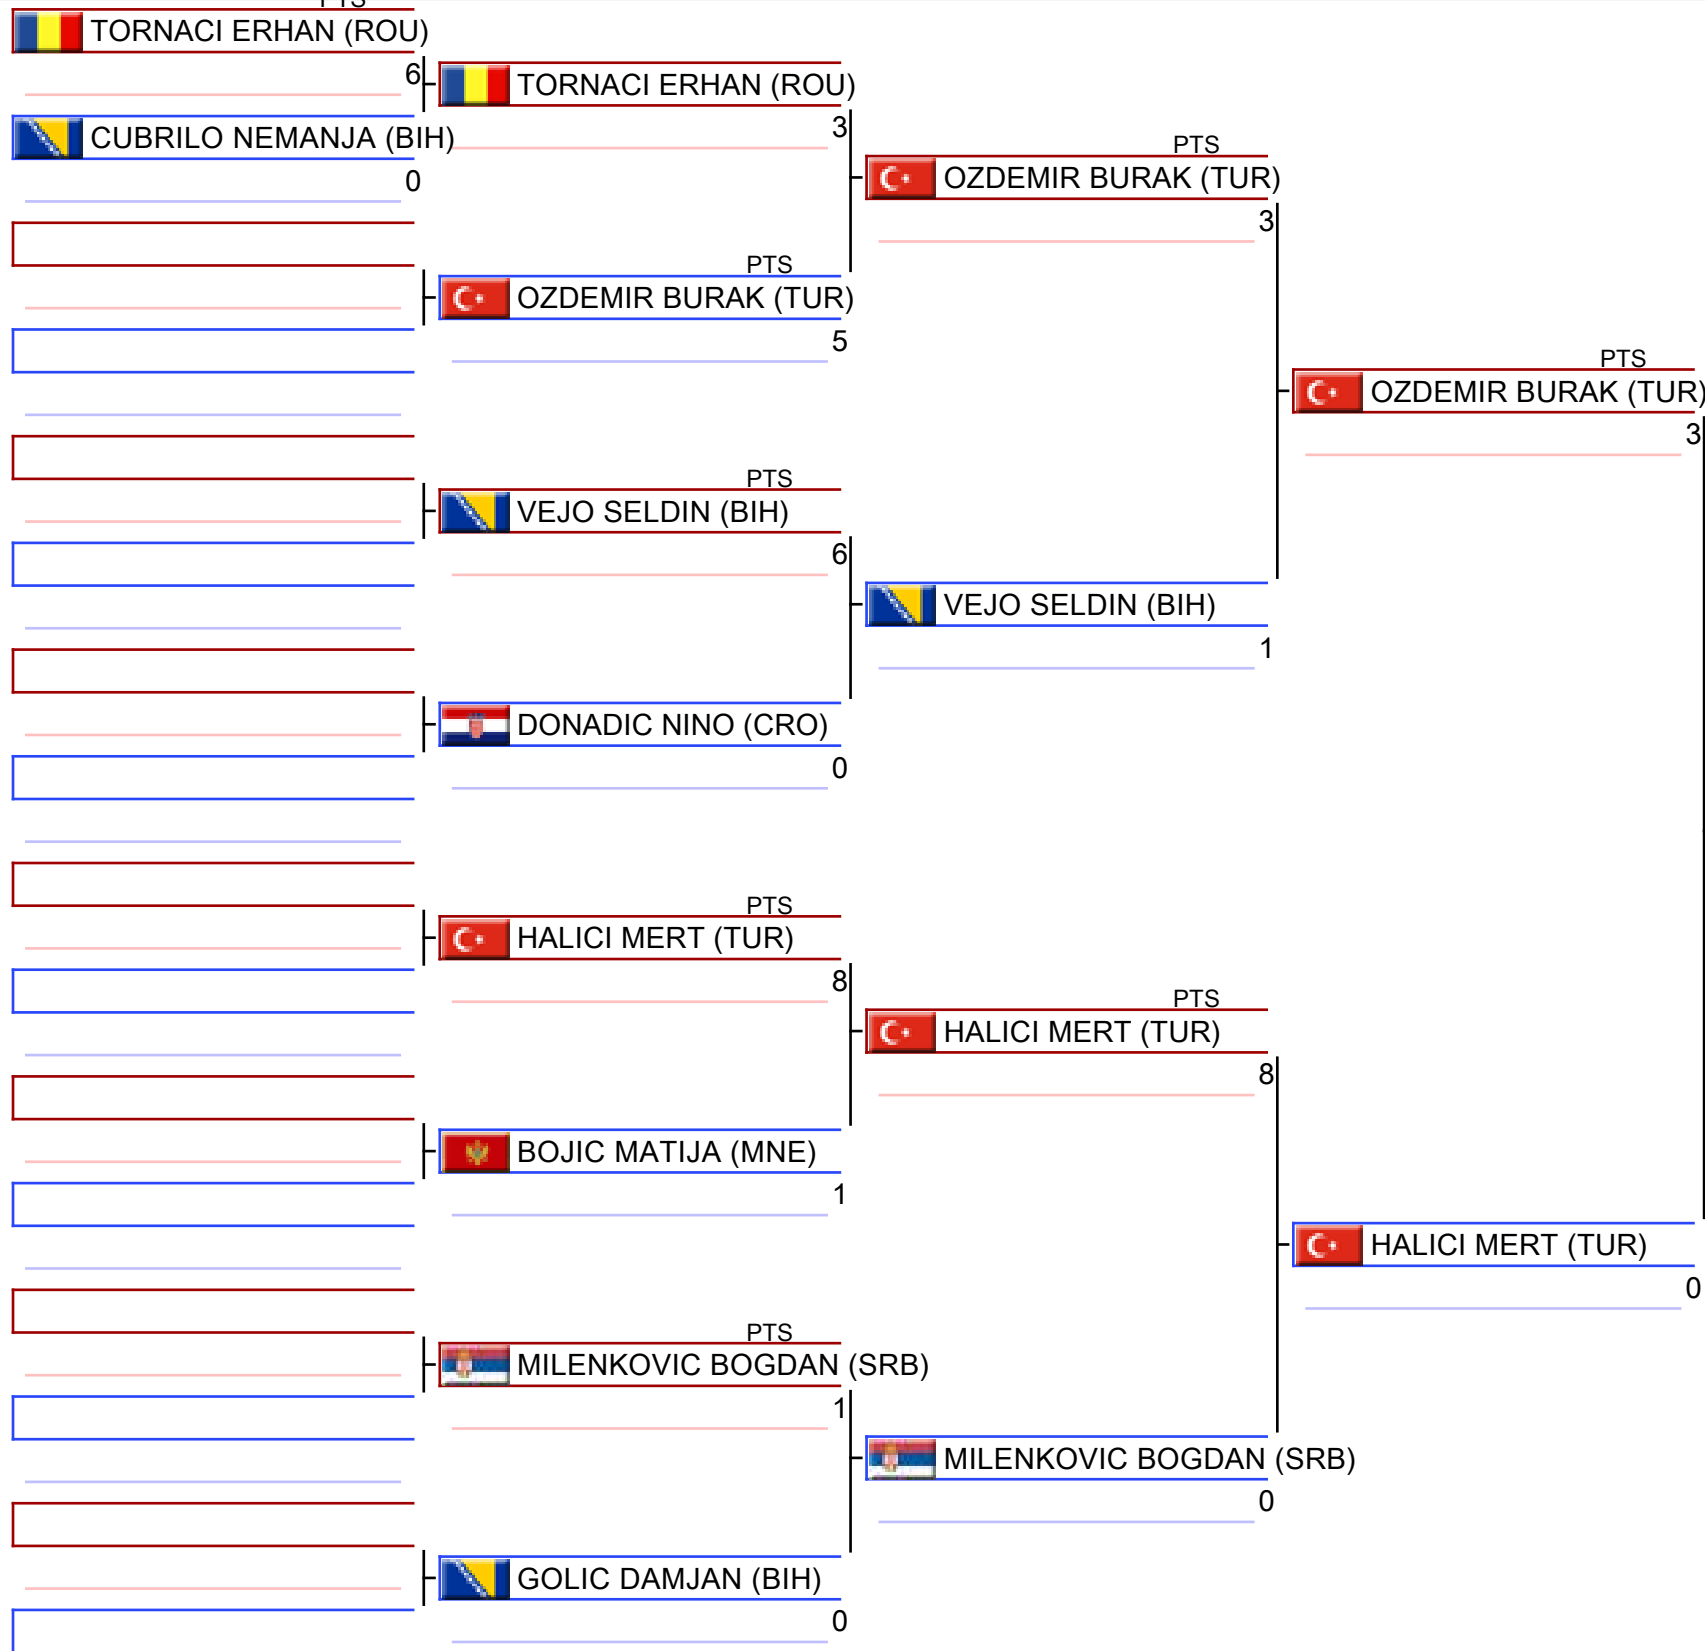 PTS
TORNACI ERHAN (ROU)
6
CUBRILO NEMANJA (BIH)
0
TORNACI ERHAN (ROU)
3
PTS
OZDEMIR BURAK (TUR)
5
PTS
VEJO SELDIN (BIH)
6
DONADIC NINO (CRO)
0
PTS
HALICI MERT (TUR)
8
BOJIC MATIJA (MNE)
1
PTS
MILENKOVIC BOGDAN (SRB)
1
GOLIC DAMJAN (BIH)
0
PTS
OZDEMIR BURAK (TUR)
3
VEJO SELDIN (BIH)
1
PTS
HALICI MERT (TUR)
8
MILENKOVIC BOGDAN (SRB)
0
PTS
OZDEMIR BURAK (TUR)
3
HALICI MERT (TUR)
0